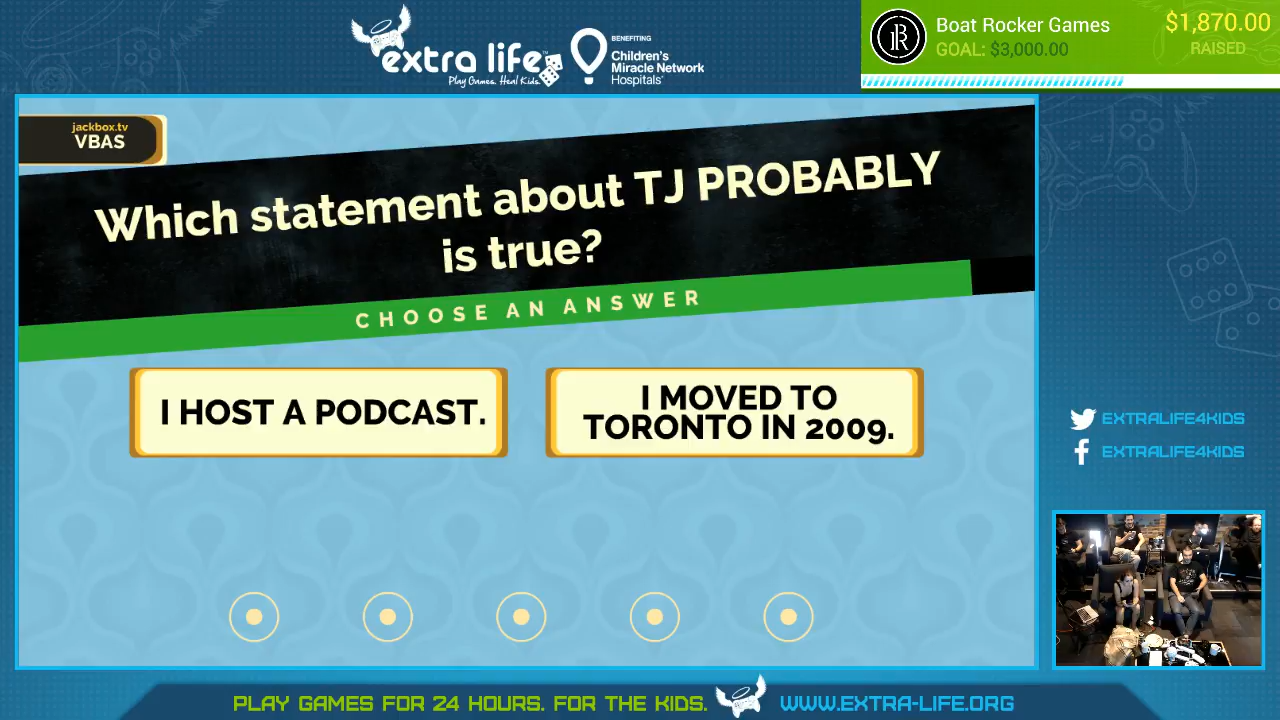 extra life
Play Games. Heal Kids.
BENEFITING
Children's
Miracle Network
Hospitals
Boat Rocker Games
GOAL: $3,000.00
$1,870.00
RAISED
jackbox.tv
VBAS
Which statement about TJ PROBABLY
is true?
CHOOSE AN ANSWER
I HOST A PODCAST.
I MOVED TO
TORONTO IN 2009.
EXTRALIFE4KIDS
EXTRALIFE4KIDS
PLAY GAMES FOR 24 HOURS. FOR THE KIDS.
WWW.EXTRA-LIFE.ORG